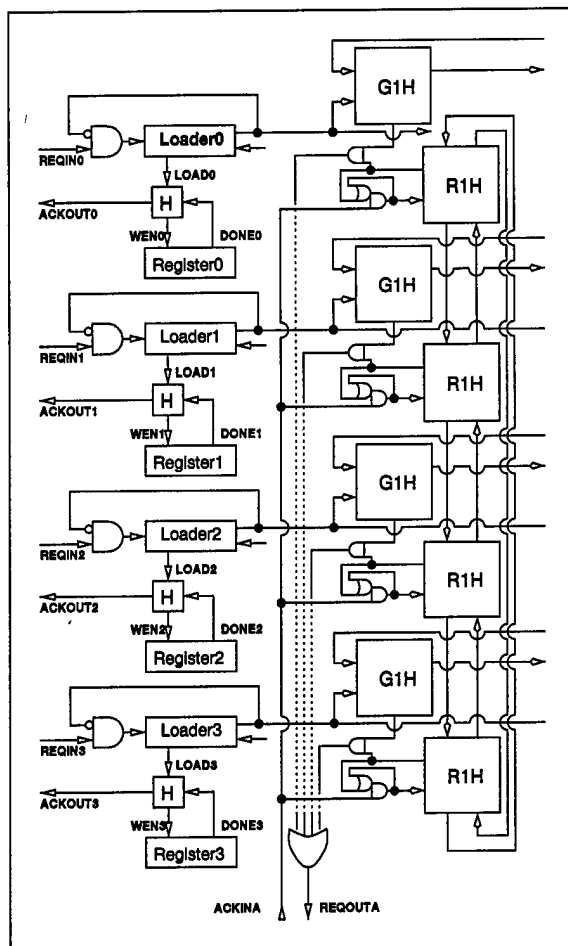 G1H
Loader0
REQIN0
LOAD0
R1H
H
ACKOUT0
WEN0
DONE0
Register0
G1H
Loader1
REQIN1
LOAD1
R1H
H
ACKOUT1
WEN1
DONE1
Register1
G1H
Loader2
REQIN2
LOAD2
R1H
H
ACKOUT2
WEN2
DONE2
Register2
G1H
Loader3
REQIN3
LOAD3
R1H
H
ACKOUT3
WEN3
DONE3
Register3
ACKINA
REQOUTA